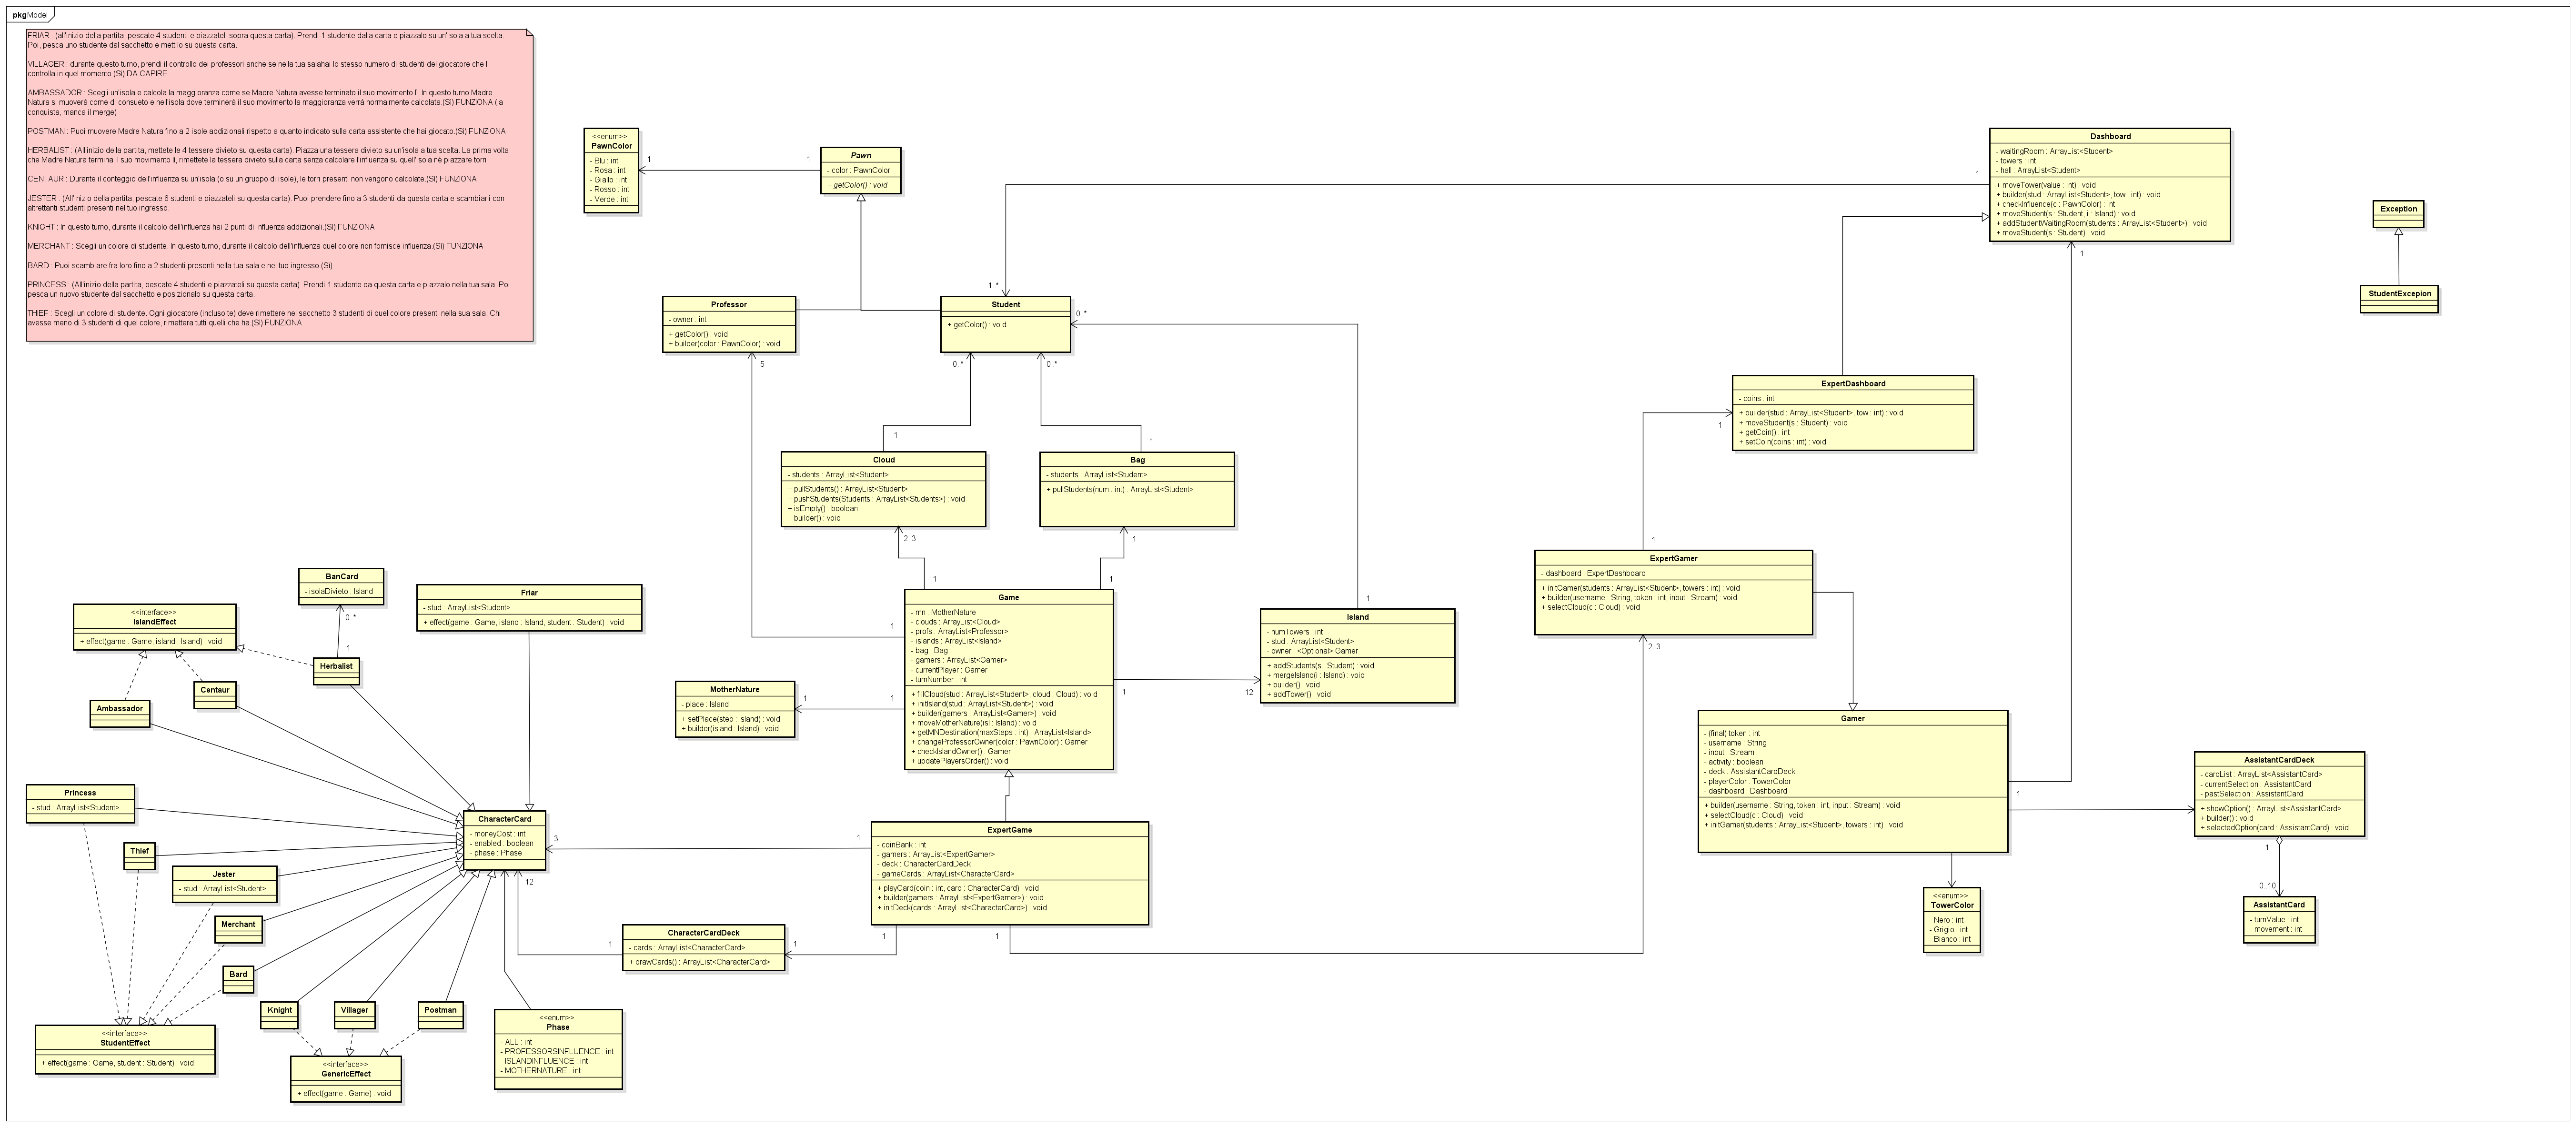 pkg Model
FRIAR : (all'inizio della partita, pescate 4 studenti e piazzateli sopra questa carta). Prendi 1 studente dalla carta e piazzalo su un'isola a tua scelta.
Poi, pesca uno studente dal sacchetto e mettilo su questa carta.
VILLAGER : durante questo turno, prendi il controllo dei professori anche se nella tua salahai lo stesso numero di studenti del giocatore che li
controlla in quel momento.(Sì) DA CAPIRE
AMBASSADOR : Scegli un'isola e calcola la maggioranza come se Madre Natura avesse terminato il suo movimento lì. In questo turno Madre
Natura si muoverà come di consueto e nell'isola dove terminerà il suo movimento la maggioranza verrà normalmente calcolata.(Sì) FUNZIONA (la
conquista, manca il merge)
POSTMAN : Puoi muovere Madre Natura fino a 2 isole addizionali rispetto a quanto indicato sulla carta assistente che hai giocato.(Sì) FUNZIONA
HERBALIST : (All'inizio della partita, mettete le 4 tessere divieto su questa carta). Piazza una tessera divieto su un'isola a tua scelta. La prima volta
che Madre Natura termina il suo movimento lì, rimettete la tessera divieto sulla carta senza calcolare l'influenza su quell'isola nè piazzare torri.
CENTAUR : Durante il conteggio dell'influenza su un'isola (o su un gruppo di isole), le torri presenti non vengono calcolate.(Sì) FUNZIONA
JESTER : (All'inizio della partita, pescate 6 studenti e piazzateli su questa carta). Puoi prendere fino a 3 studenti da questa carta e scambiarli con
altrettanti studenti presenti nel tuo ingresso.
KNIGHT : In questo turno, durante il calcolo dell'influenza hai 2 punti di influenza addizionali.(Sì) FUNZIONA
MERCHANT : Scegli un colore di studente. In questo turno, durante il calcolo dell'influenza quel colore non fornisce influenza.(Sì) FUNZIONA
BARD : Puoi scambiare fra loro fino a 2 studenti presenti nella tua sala e nel tuo ingresso.(Sì)
PRINCESS : (All'inizio della partita, pescate 4 studenti e piazzateli su questa carta). Prendi 1 studente da questa carta e piazzalo nella tua sala. Poi
pesca un nuovo studente dal sacchetto e posizionalo su questa carta.
THIEF : Scegli un colore di studente. Ogni giocatore (incluso te) deve rimettere nel sacchetto 3 studenti di quel colore presenti nella sua sala. Chi
avesse meno di 3 studenti di quel colore, rimettera tutti quelli che ha.(Sì) FUNZIONA
<<enum>>
PawnColor
- Blu : int
- Rosa : int
- Giallo : int
- Rosso : int
- Verde : int
1
1
Pawn
- color : PawnColor
+ getColor() : void
Dashboard
- waitingRoom : ArrayList<Student>
- towers : int
- hall : ArrayList<Student>
+ moveTower(value : int) : void
+ builder(stud : ArrayList<Student>, tow : int) : void
+ checkInfluence(c : PawnColor) : int
+ moveStudent(s : Student, i : Island) : void
+ addStudentWaitingRoom(students : ArrayList<Student>) : void
+ moveStudent(s : Student) : void
1
1
Exception
StudentExcepion
Professor
- owner : int
+ getColor() : void
+ builder(color : PawnColor) : void
5
1..*
Student
+ getColor() : void
0..*
0..*
0..*
ExpertDashboard
- coins : int
+ builder(stud : ArrayList<Student>, tow : int) : void
+ moveStudent(s : Student) : void
+ getCoin() : int
+ setCoin(coins : int) : void
1
1
Cloud
- students : ArrayList<Student>
+ pullStudents() : ArrayList<Student>
+ pushStudents(Students : ArrayList<Students>) : void
+ isEmpty() : boolean
+ builder() : void
2..3
1
Bag
- students : ArrayList<Student>
+ pullStudents(num : int) : ArrayList<Student>
1
1
ExpertGamer
- dashboard : ExpertDashboard
+ initGamer(students : ArrayList<Student>, towers : int) : void
+ builder(username : String, token : int, input : Stream) : void
+ selectCloud(c : Cloud) : void
2..3
BanCard
- isolaDivieto : Island
0..*
1
Friar
- stud : ArrayList<Student>
+ effect(game : Game, island : Island, student : Student) : void
<<interface>>
IslandEffect
+ effect(game : Game, island : Island) : void
Herbalist
Centaur
Ambassador
1
1
Game
- mn : MotherNature
- clouds : ArrayList<Cloud>
- profs : ArrayList<Professor>
- islands : ArrayList<Island>
- bag : Bag
- gamers : ArrayList<Gamer>
- currentPlayer : Gamer
- turnNumber : int
+ fillCloud(stud : ArrayList<Student>, cloud : Cloud) : void
+ initIsland(stud : ArrayList<Student>) : void
+ builder(gamers : ArrayList<Gamer>) : void
+ moveMotherNature(isl : Island) : void
+ getMNDestination(maxSteps : int) : ArrayList<Island>
+ changeProfessorOwner(color : PawnColor) : Gamer
+ checkIslandOwner() : Gamer
+ updatePlayersOrder() : void
1
1
1
12
1
Island
- numTowers : int
- stud : ArrayList<Student>
- owner : <Optional> Gamer
+ addStudents(s : Student) : void
+ mergeIsland(i : Island) : void
+ builder() : void
+ addTower() : void
MotherNature
- place : Island
+ setPlace(step : Island) : void
+ builder(island : Island) : void
1
Gamer
- (final) token : int
- username : String
- input : Stream
- activity : boolean
- deck : AssistantCardDeck
- playerColor : TowerColor
- dashboard : Dashboard
+ builder(username : String, token : int, input : Stream) : void
+ selectCloud(c : Cloud) : void
+ initGamer(students : ArrayList<Student>, towers : int) : void
1
AssistantCardDeck
- cardList : ArrayList<AssistantCard>
- currentSelection : AssistantCard
- pastSelection : AssistantCard
+ showOption() : ArrayList<AssistantCard>
+ builder() : void
+ selectedOption(card : AssistantCard) : void
1
0..10
AssistantCard
- turnValue : int
- movement : int
<<enum>>
TowerColor
- Nero : int
- Grigio : int
- Bianco : int
Princess
- stud : ArrayList<Student>
Thief
Jester
- stud : ArrayList<Student>
Merchant
Bard
Knight
Villager
Postman
CharacterCard
- moneyCost : int
- enabled : boolean
- phase : Phase
3
1
12
ExpertGame
- coinBank : int
- gamers : ArrayList<ExpertGamer>
- deck : CharacterCardDeck
- gameCards : ArrayList<CharacterCard>
+ playCard(coin : int, card : CharacterCard) : void
+ builder(gamers : ArrayList<ExpertGamer>) : void
+ initDeck(cards : ArrayList<CharacterCard>) : void
1
1
1
1
CharacterCardDeck
- cards : ArrayList<CharacterCard>
+ drawCards() : ArrayList<CharacterCard>
<<interface>>
StudentEffect
+ effect(game : Game, student : Student) : void
<<interface>>
GenericEffect
+ effect(game : Game) : void
<<enum>>
Phase
- ALL : int
- PROFESSORSINFLUENCE : int
- ISLANDINFLUENCE : int
- MOTHERNATURE : int